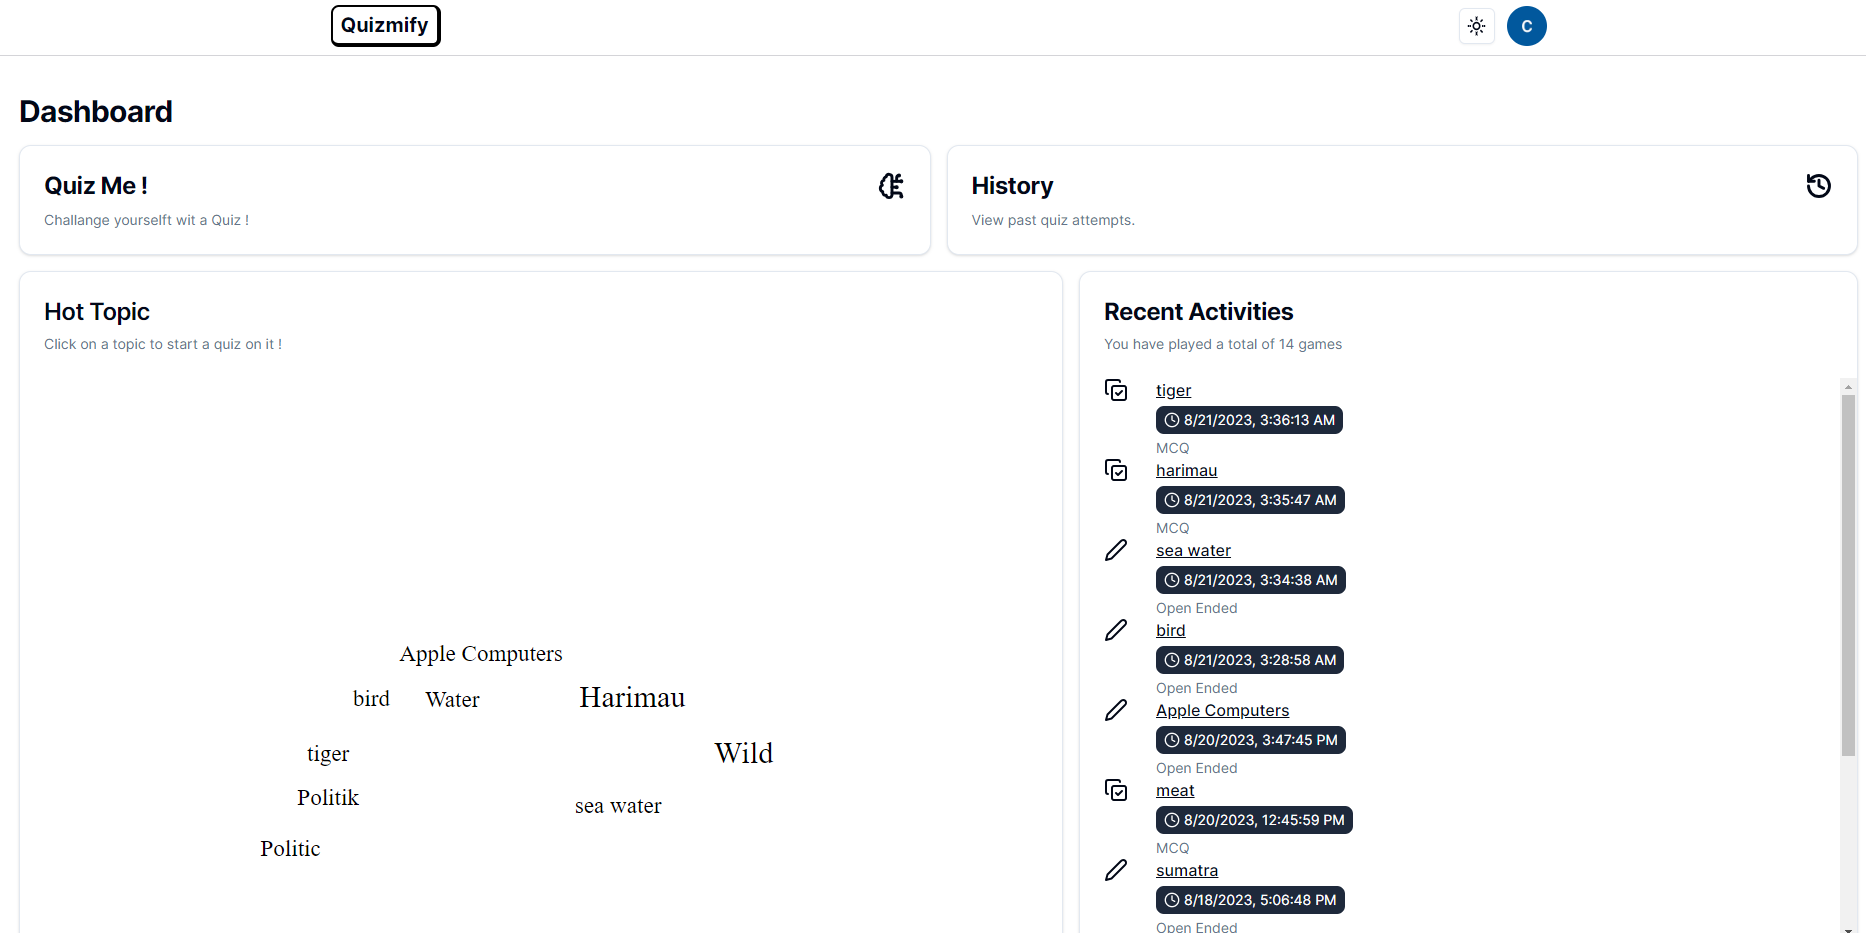 Quizmify
C
Dashboard
Quiz Me !
Challange yourselft wit a Quiz !
History
View past quiz attempts.
Hot Topic
Click on a topic to start a quiz on it !
Apple Computers
bird
Water
Harimau
tiger
Wild
Politik
sea water
Politic
Recent Activities
You have played a total of 14 games
tiger
8/21/2023, 3:36:13 AM
MCQ
harimau
8/21/2023, 3:35:47 AM
MCQ
sea water
8/21/2023, 3:34:38 AM
Open Ended
bird
8/21/2023, 3:28:58 AM
Open Ended
Apple Computers
8/20/2023, 3:47:45 PM
Open Ended
meat
8/20/2023, 12:45:59 PM
MCQ
sumatra
8/18/2023, 5:06:48 PM
Open Ended